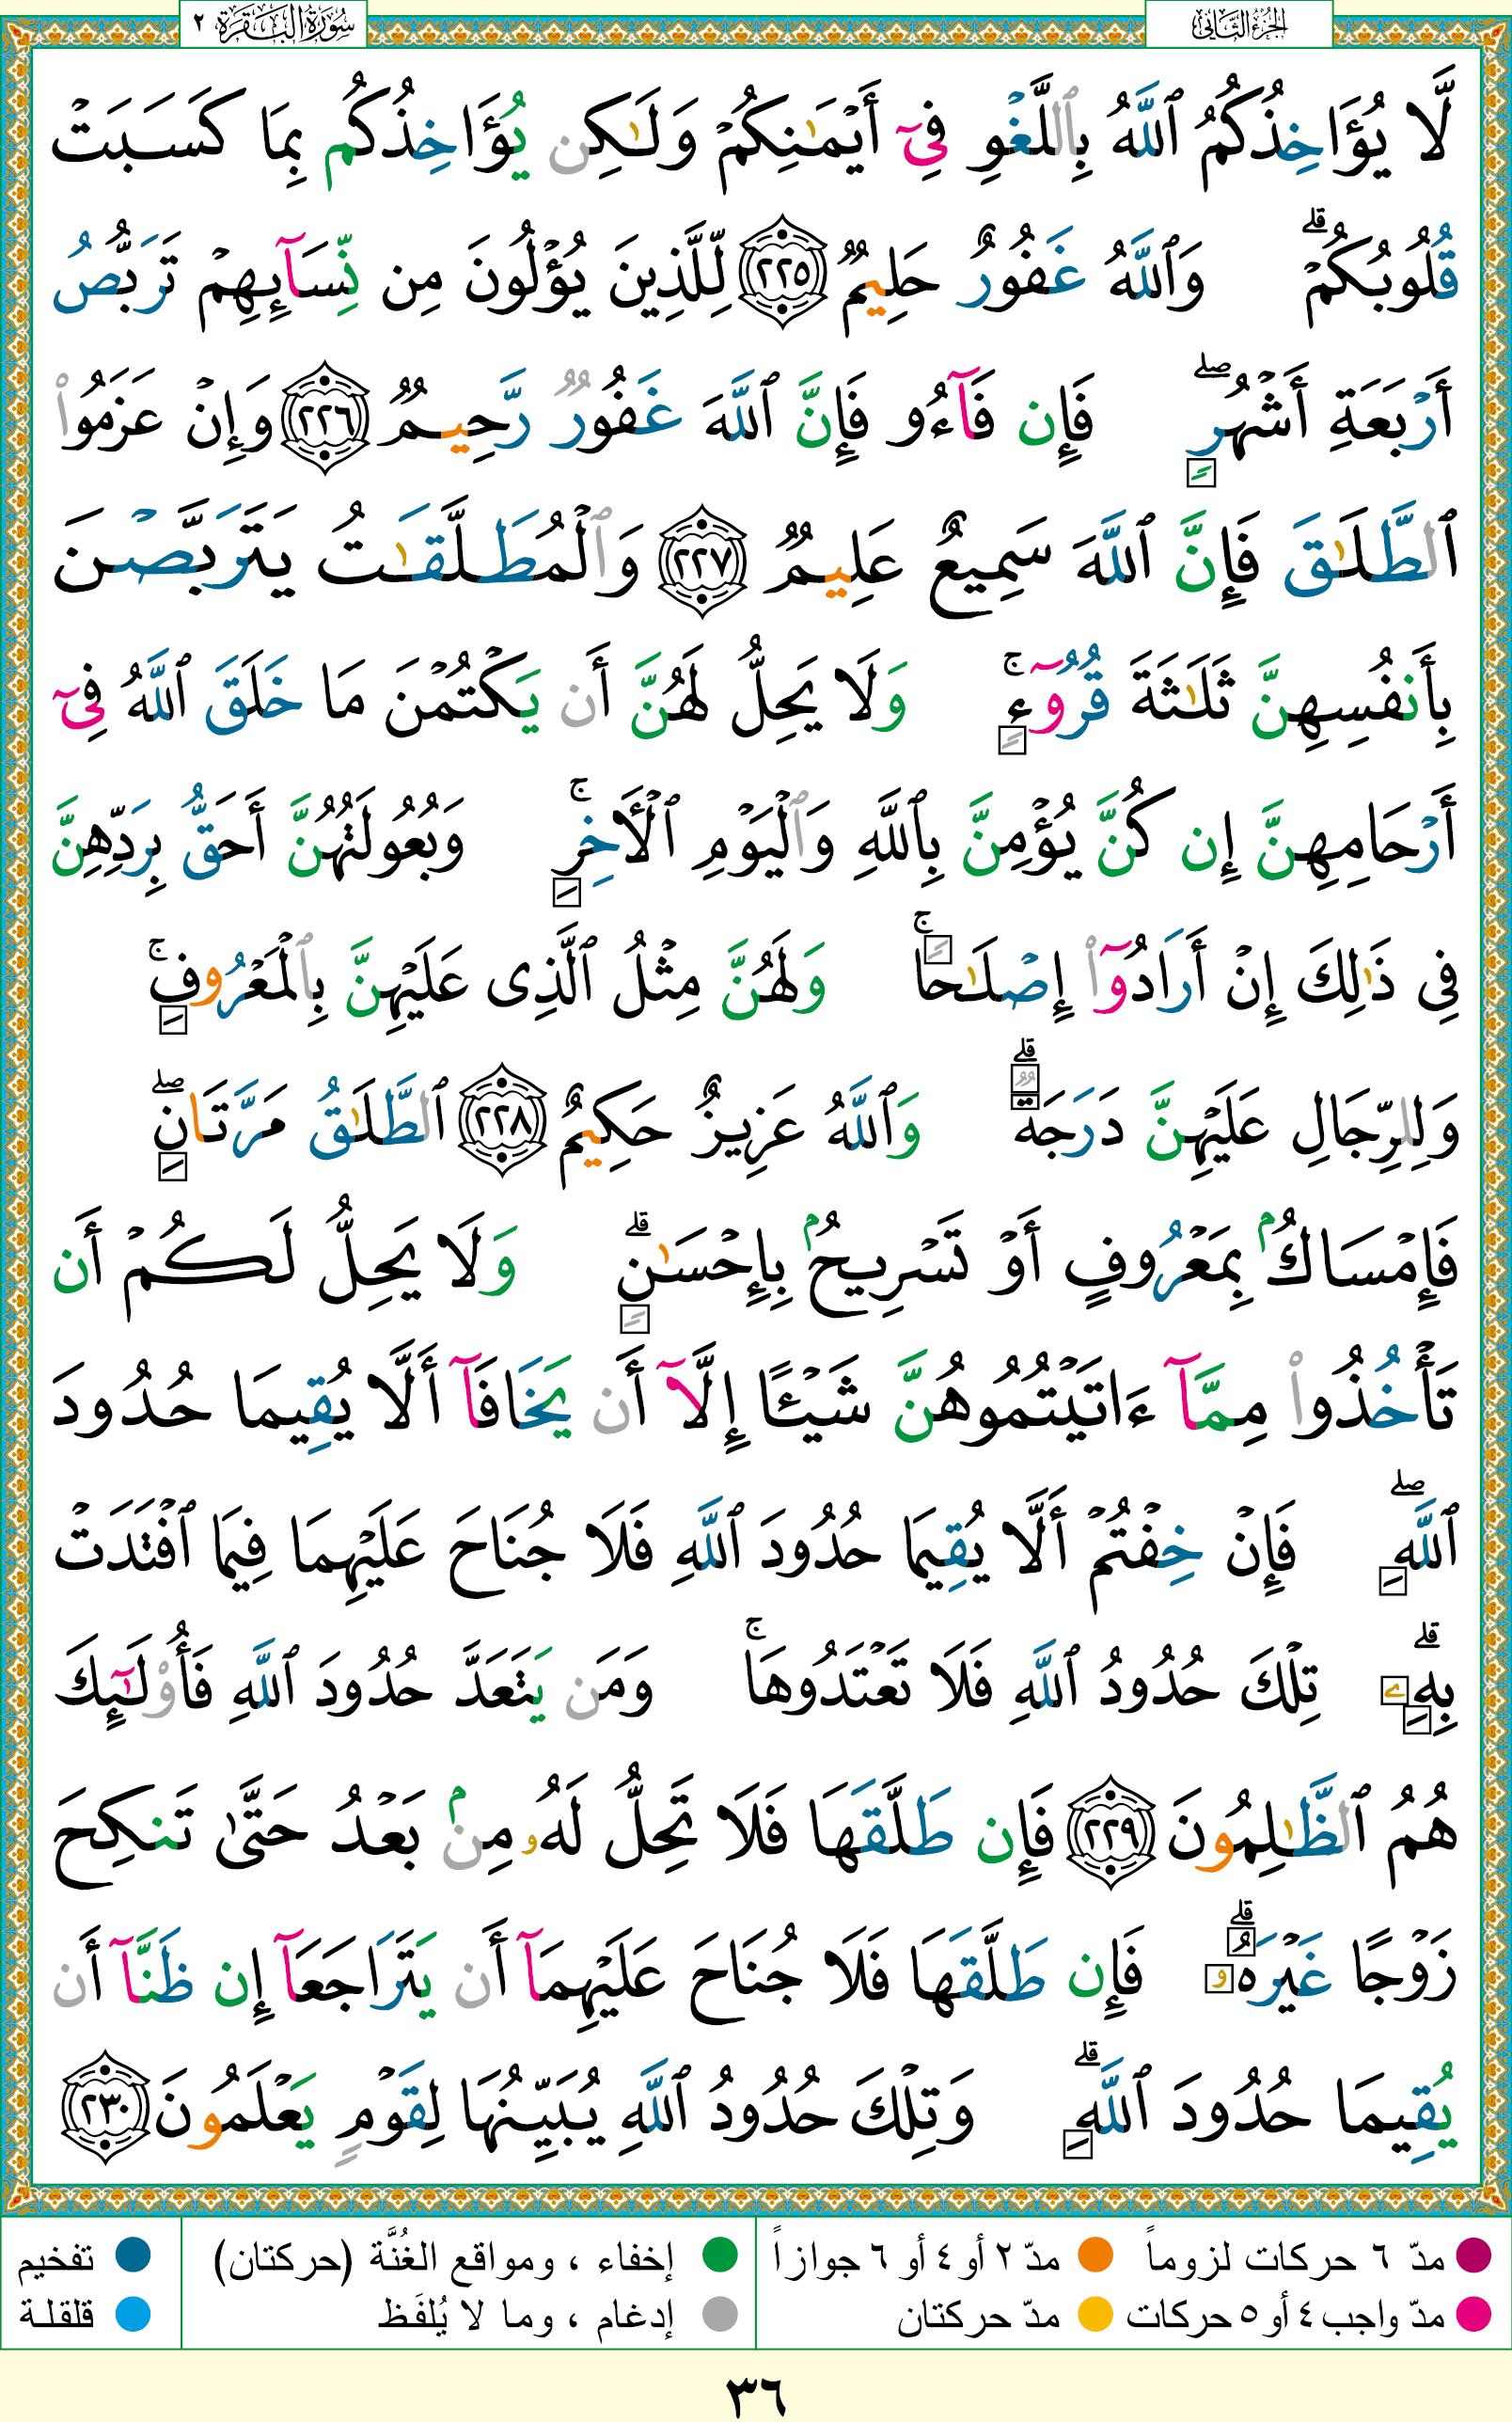 الجزء الثاني
سورة البقرة ٢
لَّا يُؤَاخِذُكُمُ ٱللَّهُ بِٱللَّغْوِ فِىٓ أَيْمَـٰنِكُمْ وَلَـٰكِن يُؤَاخِذُكُم بِمَا كَسَبَتْ
قُلُوبُكُمْ ۗ وَٱللَّهُ غَفُورٌ حَلِيمٌ ٢٢٥ لِّلَّذِينَ يُؤْلُونَ مِن نِّسَآئِهِمْ تَرَبُّصُ
أَرْبَعَةِ أَشْهُرٍ ۖ فَإِن فَآءُو فَإِنَّ ٱللَّهَ غَفُورٌ رَّحِيمٌ ٢٢٦ وَإِنْ عَزَمُوا۟
ٱلطَّلَـٰقَ فَإِنَّ ٱللَّهَ سَمِيعٌ عَلِيمٌ ٢٢٧ وَٱلْمُطَلَّقَـٰتُ يَتَرَبَّصْنَ
بِأَنفُسِهِنَّ ثَلَـٰثَةَ قُرُوٓءٍ ۚ وَلَا يَحِلُّ لَهُنَّ أَن يَكْتُمْنَ مَا خَلَقَ ٱللَّهُ فِىٓ
أَرْحَامِهِنَّ إِن كُنَّ يُؤْمِنَّ بِٱللَّهِ وَٱلْيَوْمِ ٱلْـَٔاخِرِ ۚ وَبُعُولَتُهُنَّ أَحَقُّ بِرَدِّهِنَّ
فِى ذَٰلِكَ إِنْ أَرَادُوٓا۟ إِصْلَـٰحًا ۚ وَلَهُنَّ مِثْلُ ٱلَّذِى عَلَيْهِنَّ بِٱلْمَعْرُوفِ ۚ
وَلِلرِّجَالِ عَلَيْهِنَّ دَرَجَةٌ ۗ وَٱللَّهُ عَزِيزٌ حَكِيمٌ ٢٢٨ ٱلطَّلَـٰقُ مَرَّتَانِ ۖ
فَإِمْسَاكٌۢ بِمَعْرُوفٍ أَوْ تَسْرِيحٌۢ بِإِحْسَـٰنٍ ۗ وَلَا يَحِلُّ لَكُمْ أَن
تَأْخُذُوا۟ مِمَّآ ءَاتَيْتُمُوهُنَّ شَيْـًٔا إِلَّآ أَن يَخَافَآ أَلَّا يُقِيمَا حُدُودَ
ٱللَّهِ ۖ فَإِنْ خِفْتُمْ أَلَّا يُقِيمَا حُدُودَ ٱللَّهِ فَلَا جُنَاحَ عَلَيْهِمَا فِيمَا ٱفْتَدَتْ
بِهِۦ ۗ تِلْكَ حُدُودُ ٱللَّهِ فَلَا تَعْتَدُوهَا ۚ وَمَن يَتَعَدَّ حُدُودَ ٱللَّهِ فَأُو۟لَـٰٓئِكَ
هُمُ ٱلظَّـٰلِمُونَ ٢٢٩ فَإِن طَلَّقَهَا فَلَا تَحِلُّ لَهُۥ مِنۢ بَعْدُ حَتَّىٰ تَنكِحَ
زَوْجًا غَيْرَهُۥ ۗ فَإِن طَلَّقَهَا فَلَا جُنَاحَ عَلَيْهِمَآ أَن يَتَرَاجَعَآ إِن ظَنَّآ أَن
يُقِيمَا حُدُودَ ٱللَّهِ ۗ وَتِلْكَ حُدُودُ ٱللَّهِ يُبَيِّنُهَا لِقَوْمٍ يَعْلَمُونَ ٢٣٠
مدّ ٦ حركات لزوماً مدّ ٢ أو ٤ أو ٦ جوازاً إخفاء ، ومواقع الغُنَّة (حركتان) تفخيم
مدّ واجب ٤ أو ٥ حركات مدّ حركتان إدغام ، وما لا يُلفَظ قلقلة
٣٦